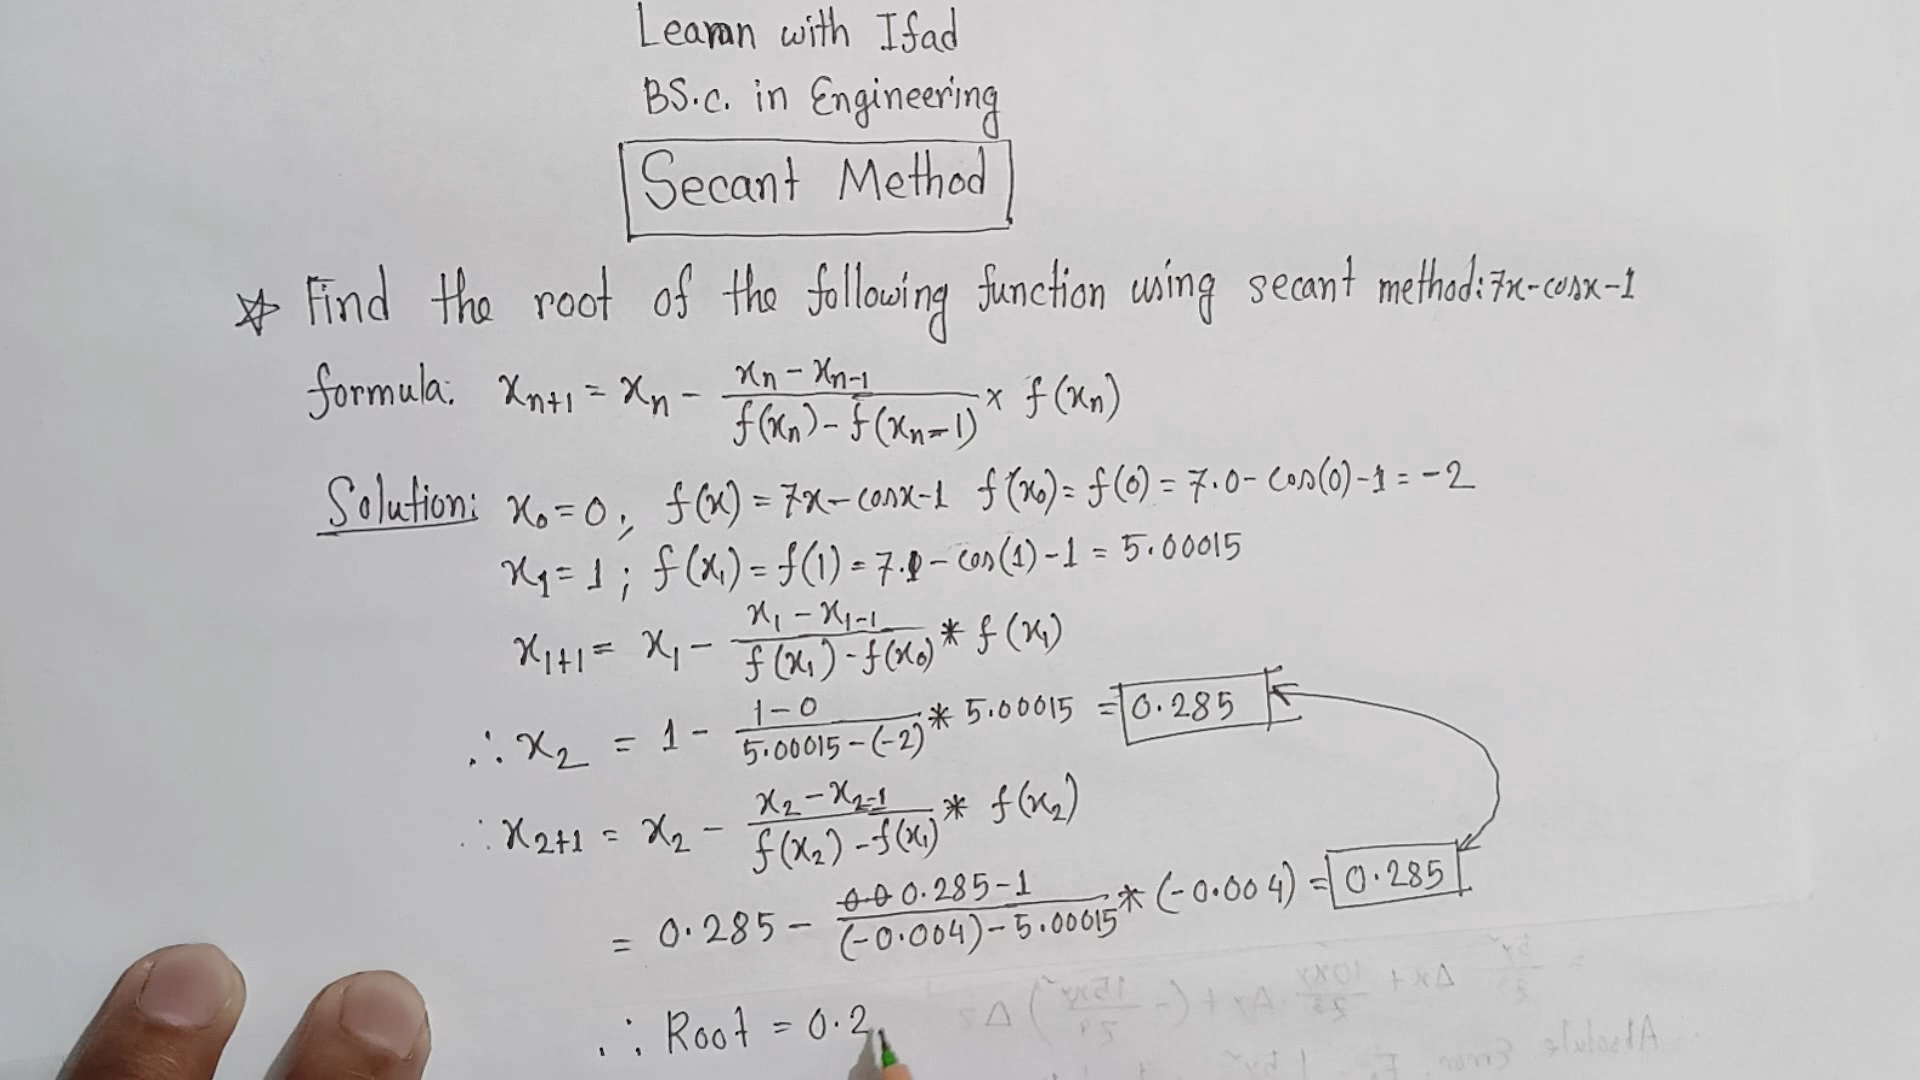 Learn with Ifad
BS.c. in Engineering
Secant Method
☆ Find the root of the following function using secant method: 7x-cosx-1
formula: xₙ₊₁ = xₙ - (xₙ - xₙ₋₁)/(f(xₙ) - f(xₙ₋₁)) × f(xₙ)
Solution: x₀ = 0; f(x) = 7x - cosx - 1 f(x₀) = f(0) = 7.0 - cos(0) - 1 = -2
x₁ = 1; f(x₁) = f(1) = 7.1 - cos(1) - 1 = 5.00015
x₁₊₁ = x₁ - (x₁ - x₁₋₁)/(f(x₁) - f(x₀)) * f(x₁)
∴ x₂ = 1 - (1-0)/(5.00015-(-2)) * 5.00015 = 0.285
∴ x₂₊₁ = x₂ - (x₂ - x₂₋₁)/(f(x₂) - f(x₁)) * f(x₂)
= 0.285 - (0.285-1)/((-0.004)-5.00015) * (-0.004) = 0.285
∴ Root = 0.2